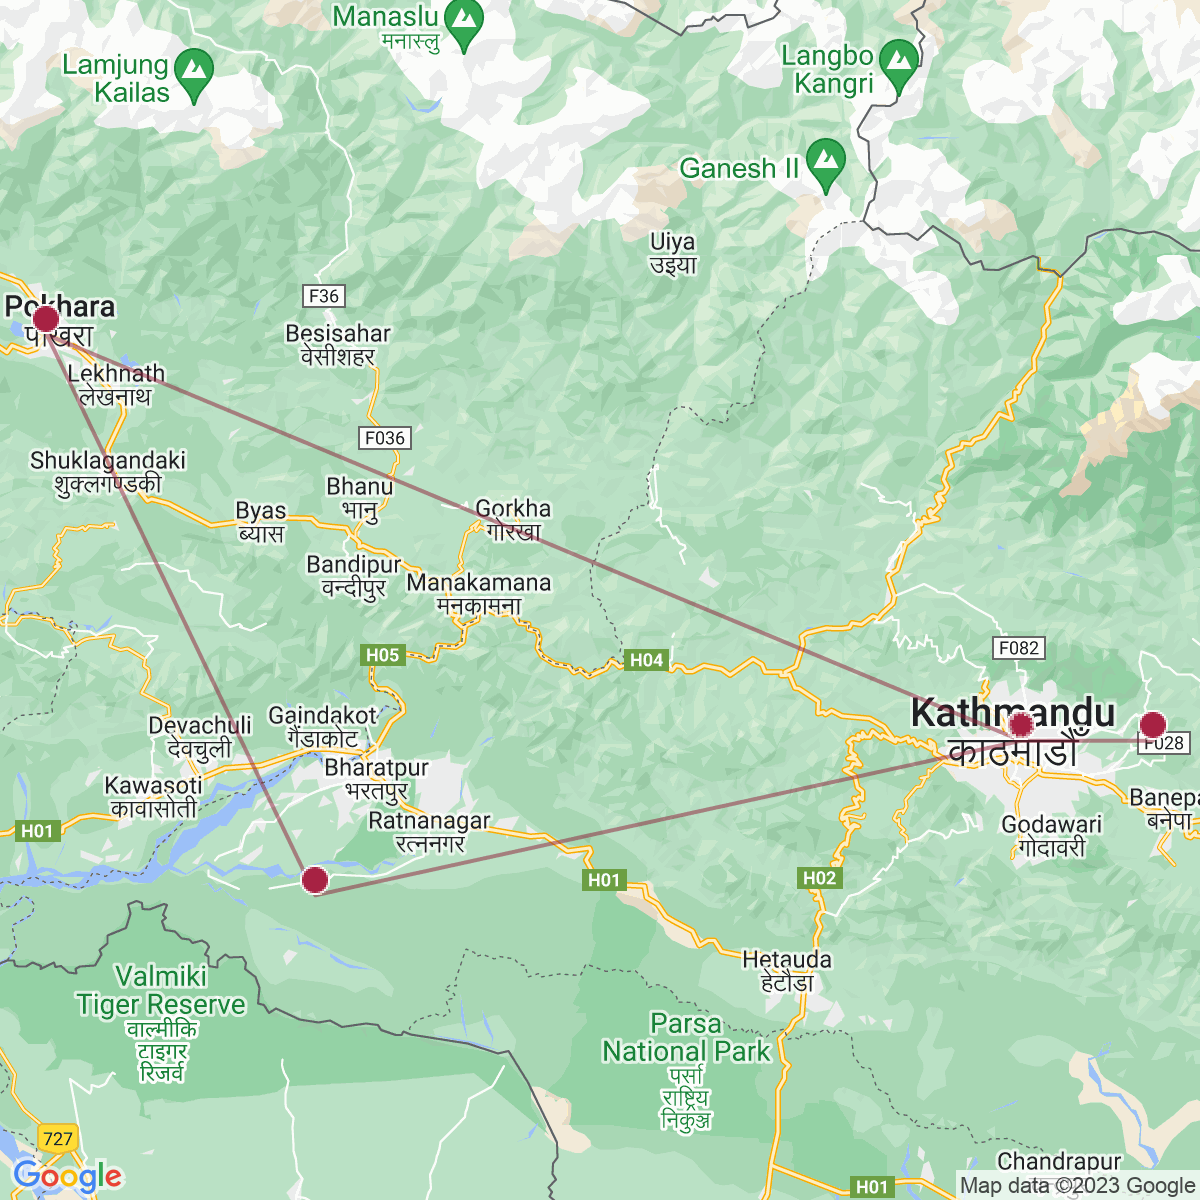 Manaslu
मनास्लु
Lamjung
Kailas
Langbo
Kangri
Ganesh II
Uiya
उइया
Pokhara
पोखरा
F36
Besisahar
वेसीशहर
Lekhnath
लेखनाथ
F036
Shuklagandaki
शुक्लगण्डकी
Bhanu
भानु
Byas
ब्यास
Gorkha
गोरखा
Bandipur
वन्दीपुर
Manakamana
मनकामना
H05
H04
F082
Kathmandu
काठमाडौँ
F028
Devachuli
देवचुली
Gaindakot
गैंडाकोट
Kawasoti
कावासोती
Bharatpur
भरतपुर
Ratnanagar
रत्ननगर
Banepa
बनेपा
Godawari
गोदावरी
H01
H01
H02
Hetauda
हेटौडा
Valmiki
Tiger Reserve
वाल्मीकि
टाइगर
रिजर्व
Parsa
National Park
पर्सा
राष्ट्रिय
निकुञ्ज
727
Google
H01
Chandrapur
Map data ©2023 Google